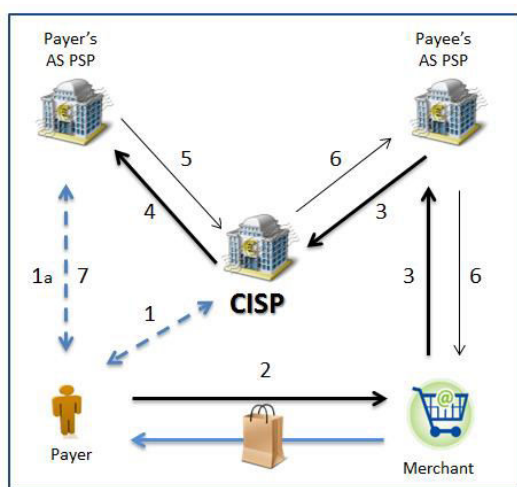 Payer's
AS PSP
Payee's
AS PSP
5
6
4
3
CISP
1a
7
1
3
6
2
@
Payer
Merchant